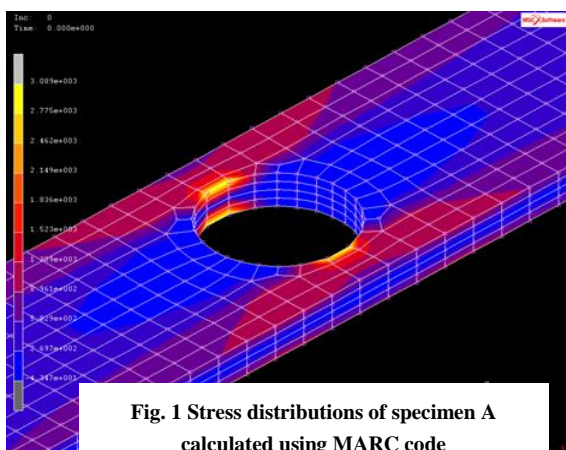 Inc: 0
Time: 0.000e+000
MSC Software
3.089e+003
2.775e+003
2.462e+003
2.149e+003
1.836e+003
1.523e+003
Fig. 1 Stress distributions of specimen A
calculated using MARC code